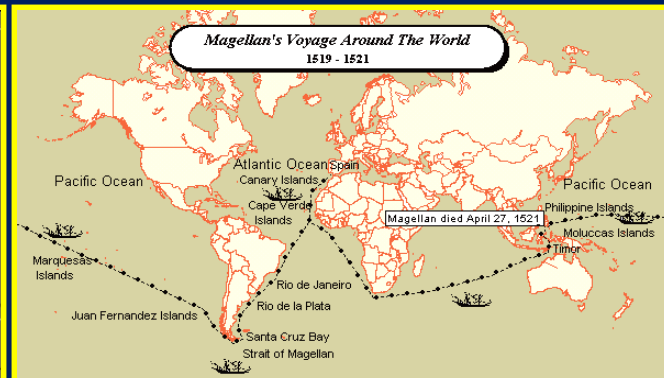 Magellan's Voyage Around The World
1519 - 1521
Atlantic Ocean
Spain
Pacific Ocean
Canary Islands
Pacific Ocean
Cape Verde
Islands
Philippine Islands
Magellan died April 27, 1521
Moluccas Islands
Timor
Marquesas
Islands
Rio de Janeiro
Rio de la Plata
Juan Fernandez Islands
Santa Cruz Bay
Strait of Magellan